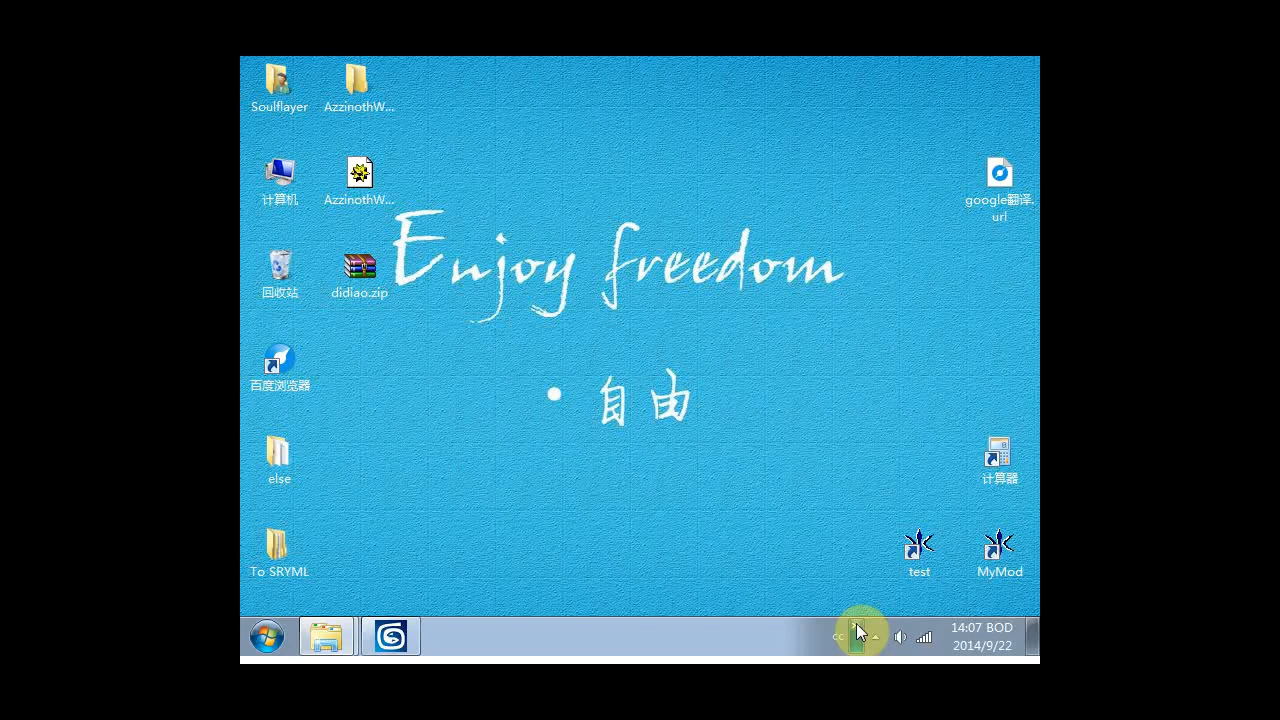 Soulflayer
AzzinothW...
计算机
AzzinothW...
google翻译.
url
回收站
didiao.zip
Enjoy freedom
• 自由
百度浏览器
else
计算器
To SRYML
test
MyMod
CC
14:07 BOD
2014/9/22